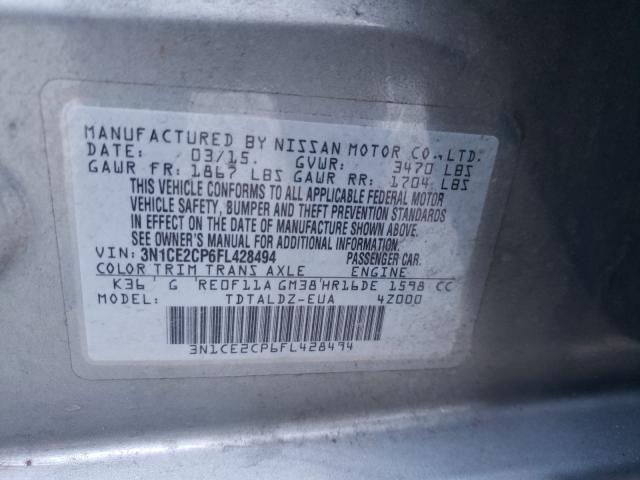 MANUFACTURED BY NISSAN MOTOR CO.,LTD.
DATE: 03/15. GVWR: 3470 LBS
GAWR FR: 1867 LBS GAWR RR: 1704 LBS
THIS VEHICLE CONFORMS TO ALL APPLICABLE FEDERAL MOTOR
VEHICLE SAFETY, BUMPER AND THEFT PREVENTION STANDARDS
IN EFFECT ON THE DATE OF MANUFACTURE SHOWN ABOVE.
SEE OWNER'S MANUAL FOR ADDITIONAL INFORMATION.
VIN: 3N1CE2CP6FL428494 PASSENGER CAR.
COLOR TRIM TRANS AXLE ENGINE
K36 G RE0F11A GM38 HR16DE 1598 CC
MODEL: TDTALDZ-EUA 4Z000
3N1CE2CP6FL428494